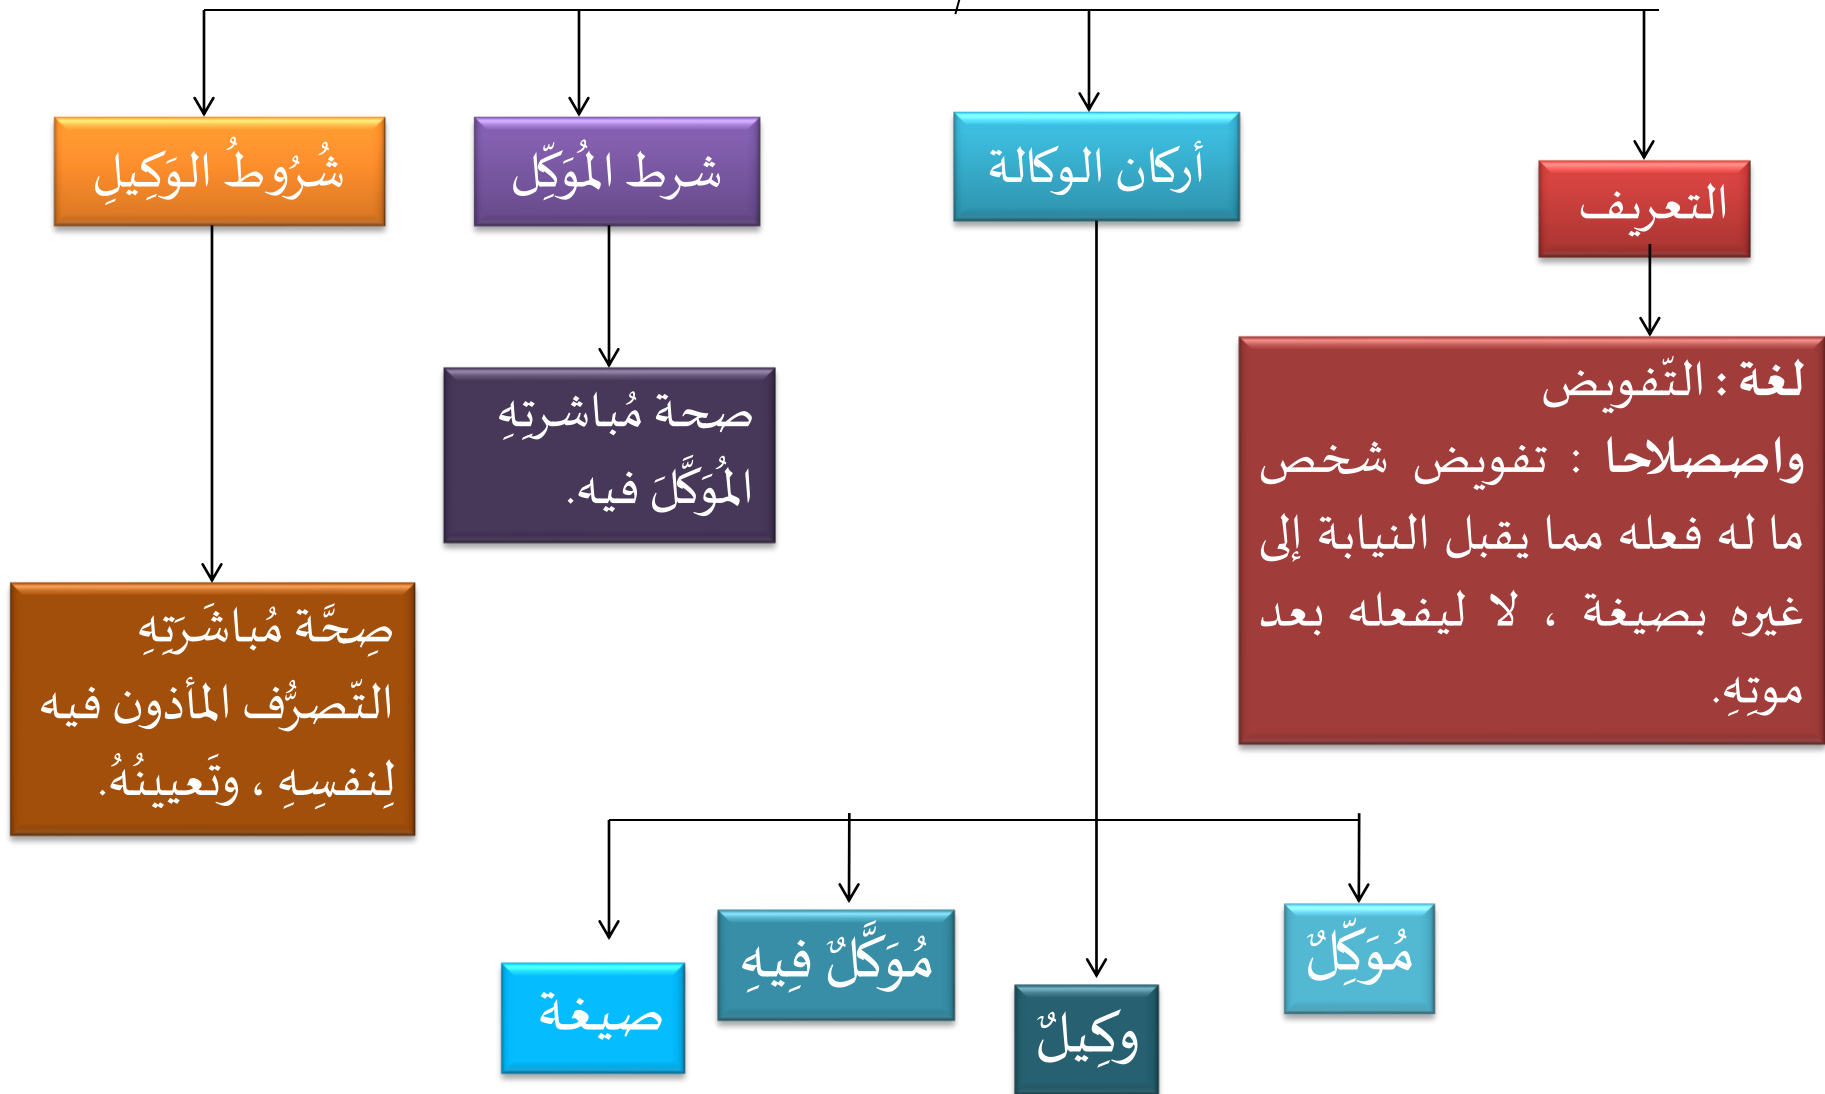 التعريف
أركان الوكالة
شرط المُوَكِّل
شُرُوطُ الوَكِيلِ
لغة : التّفويض
واصصلاحا : تفويض شخص
ما له فعله مما يقبل النيابة إلى
غيره بصيغة ، لا ليفعله بعد
موتِهِ.
صحة مُباشرتِهِ
المُوَكَّلَ فيه.
صِحَّة مُباشَرَتِهِ
التّصرُّف المأذون فيه
لِنفسِهِ ، وتَعيينُهُ.
مُوَكِّلٌ
وكِيلٌ
مُوَكَّلٌ فِيهِ
صيغة